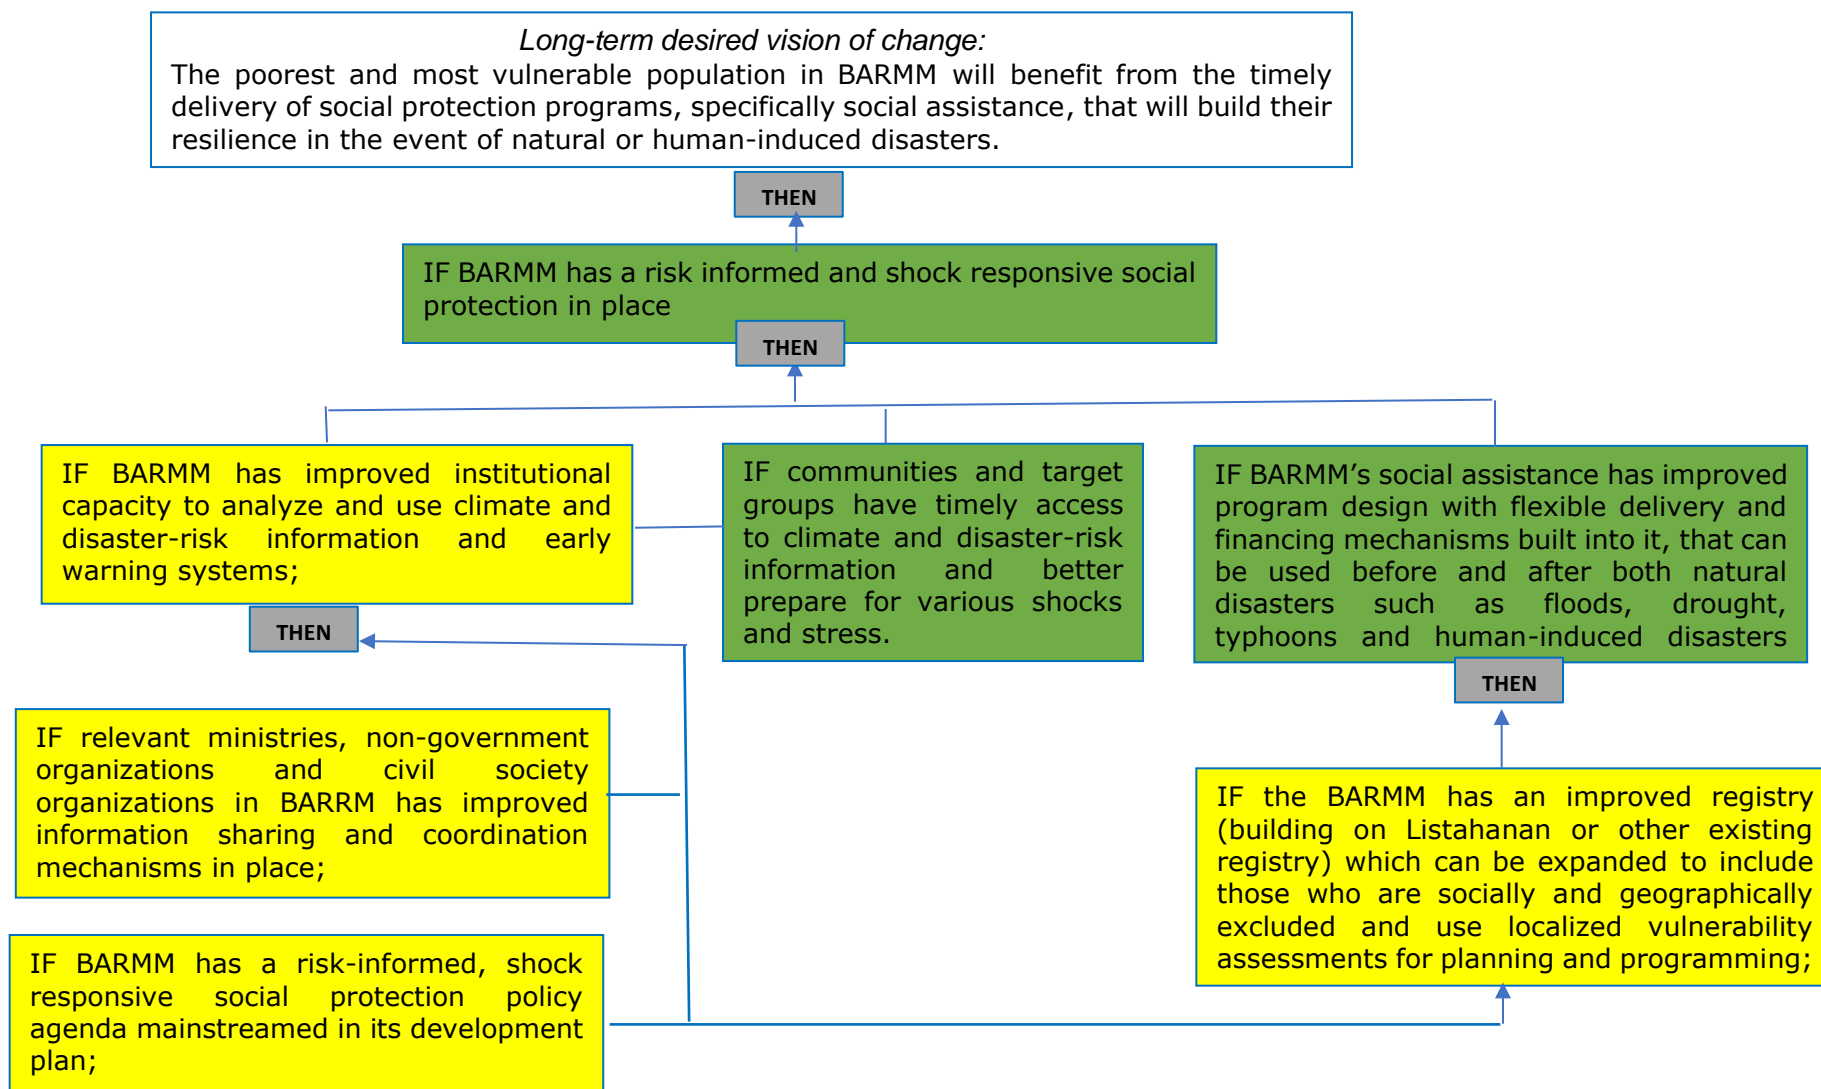 Long-term desired vision of change:
The poorest and most vulnerable population in BARMM will benefit from the timely
delivery of social protection programs, specifically social assistance, that will build their
resilience in the event of natural or human-induced disasters.
THEN
IF BARMM has a risk informed and shock responsive social
protection in place
THEN
IF BARMM has improved institutional
capacity to analyze and use climate and
disaster-risk information and early
warning systems;
IF communities and target
groups have timely access
to climate and disaster-risk
information and better
prepare for various shocks
and stress.
IF BARMM’s social assistance has improved
program design with flexible delivery and
financing mechanisms built into it, that can
be used before and after both natural
disasters such as floods, drought,
typhoons and human-induced disasters
THEN
THEN
IF relevant ministries, non-government
organizations and civil society
organizations in BARRM has improved
information sharing and coordination
mechanisms in place;
IF the BARMM has an improved registry
(building on Listahanan or other existing
registry) which can be expanded to include
those who are socially and geographically
excluded and use localized vulnerability
assessments for planning and programming;
IF BARMM has a risk-informed, shock
responsive social protection policy
agenda mainstreamed in its development
plan;